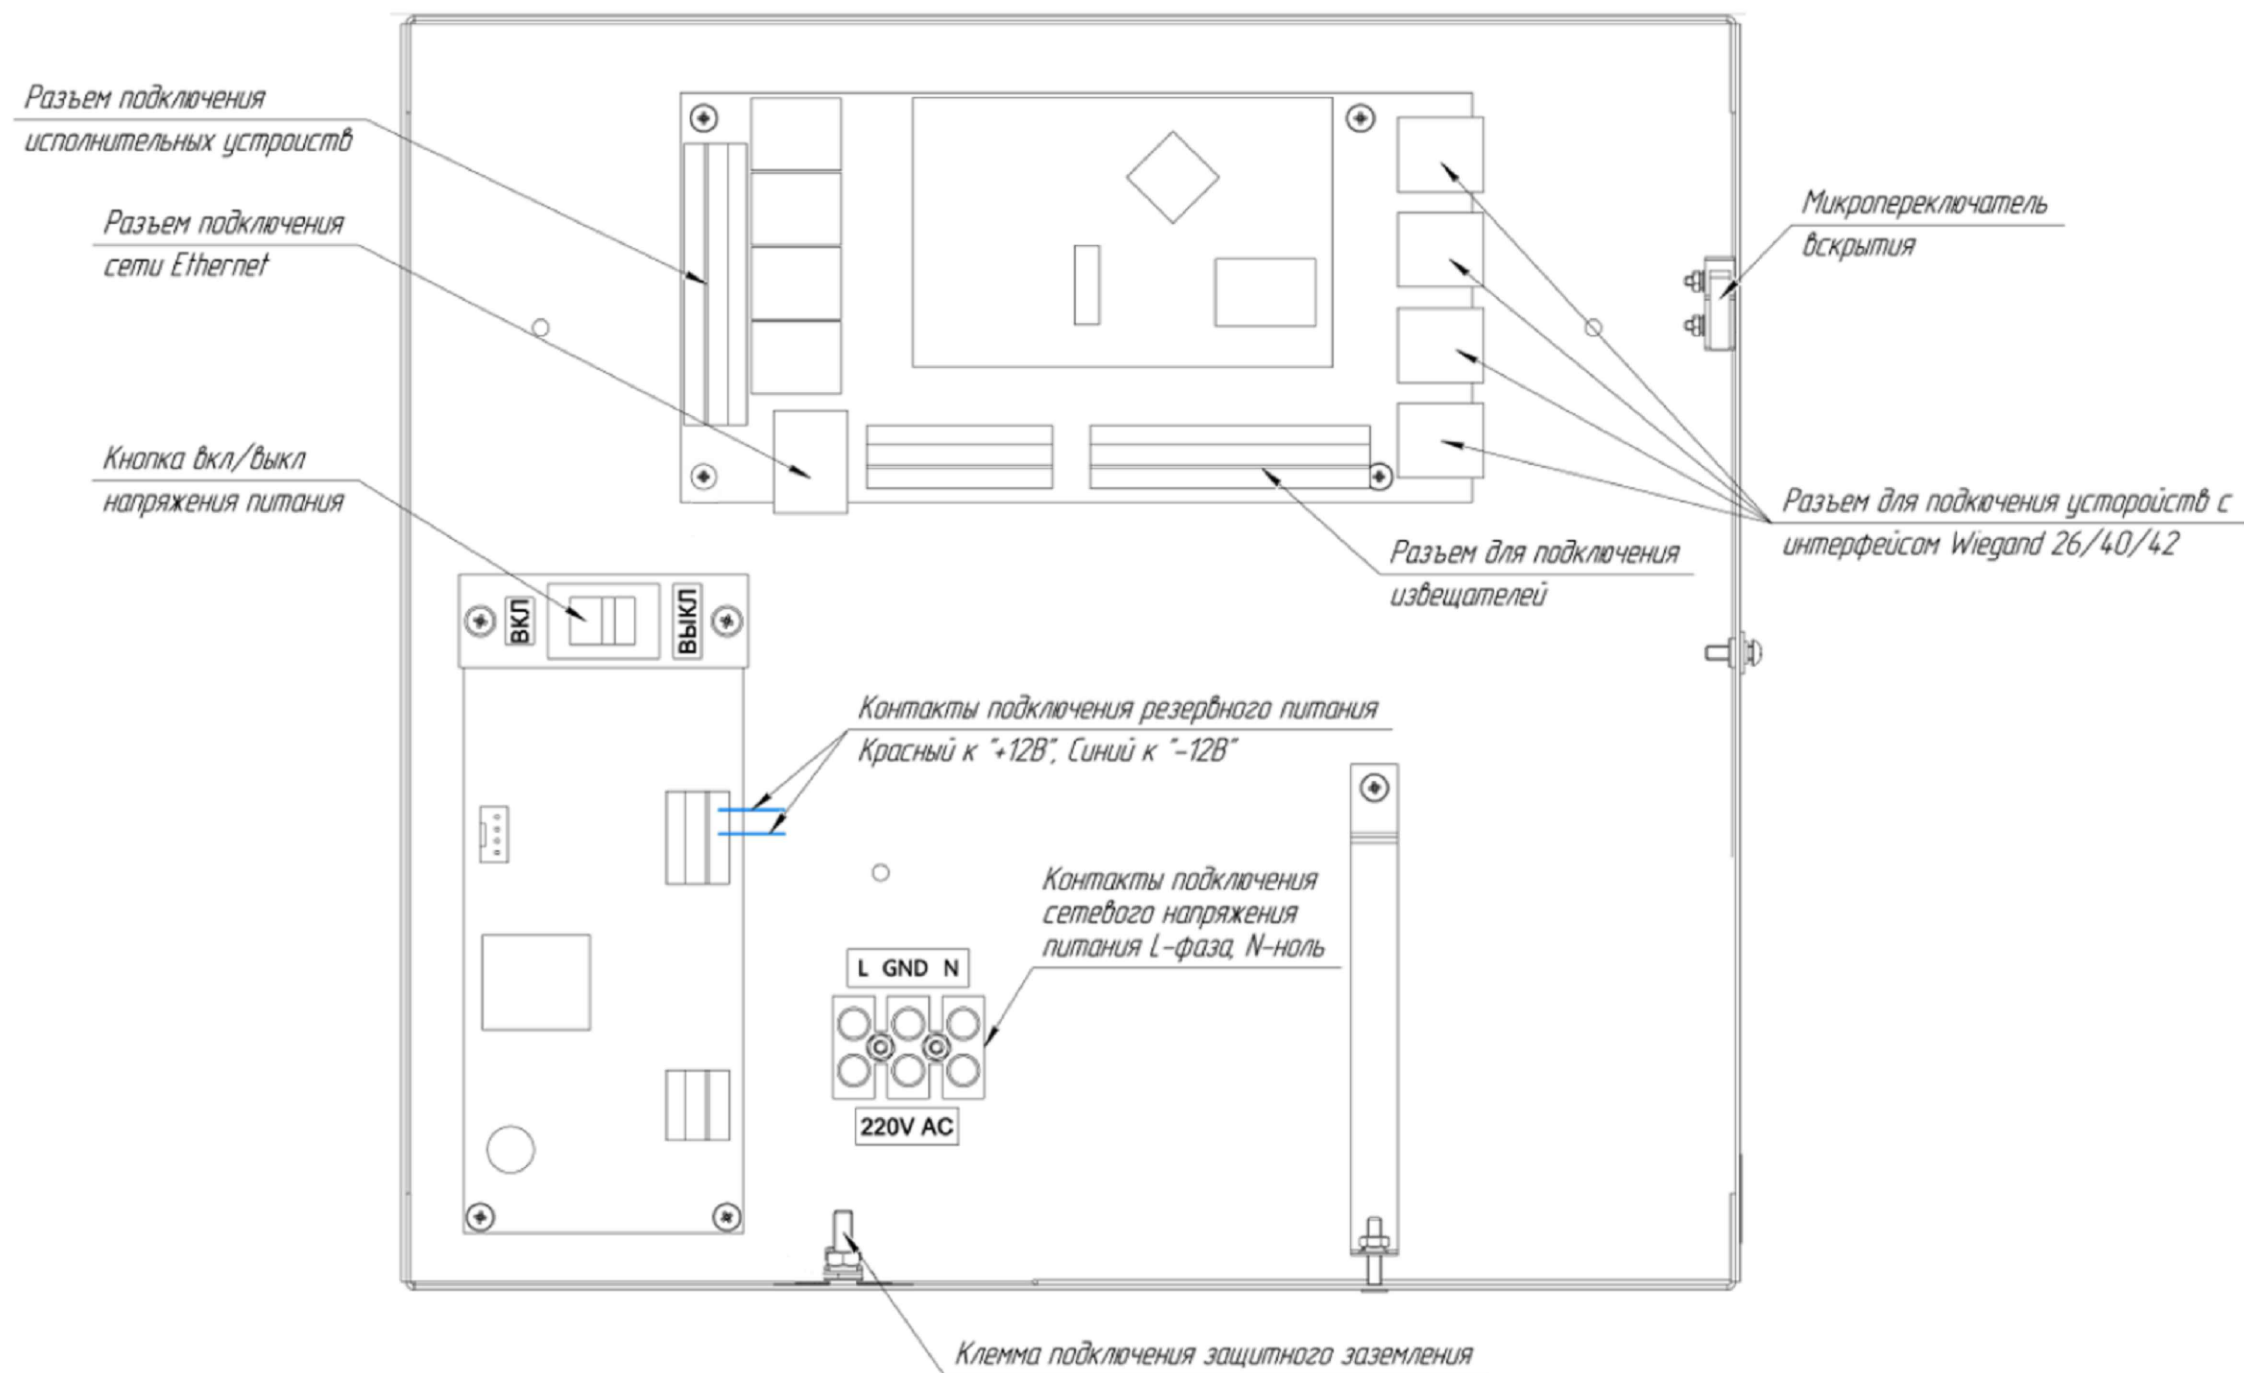 Разъем подключения
исполнительных устройств
Разъем подключения
сети Ethernet
Микропереключатель
вскрытия
Кнопка вкл/выкл
напряжения питания
Разъем для подкючения усторойств с
интерфейсом Wiegand 26/40/42
Разъем для подключения
извещателей
ВКЛ
ВЫКЛ
Контакты подключения резервного питания
Красный к "+12В", Синий к "-12В"
Контакты подключения
сетевого напряжения
питания L-фаза, N-ноль
L GND N
220V AC
Клемма подключения защитного заземления